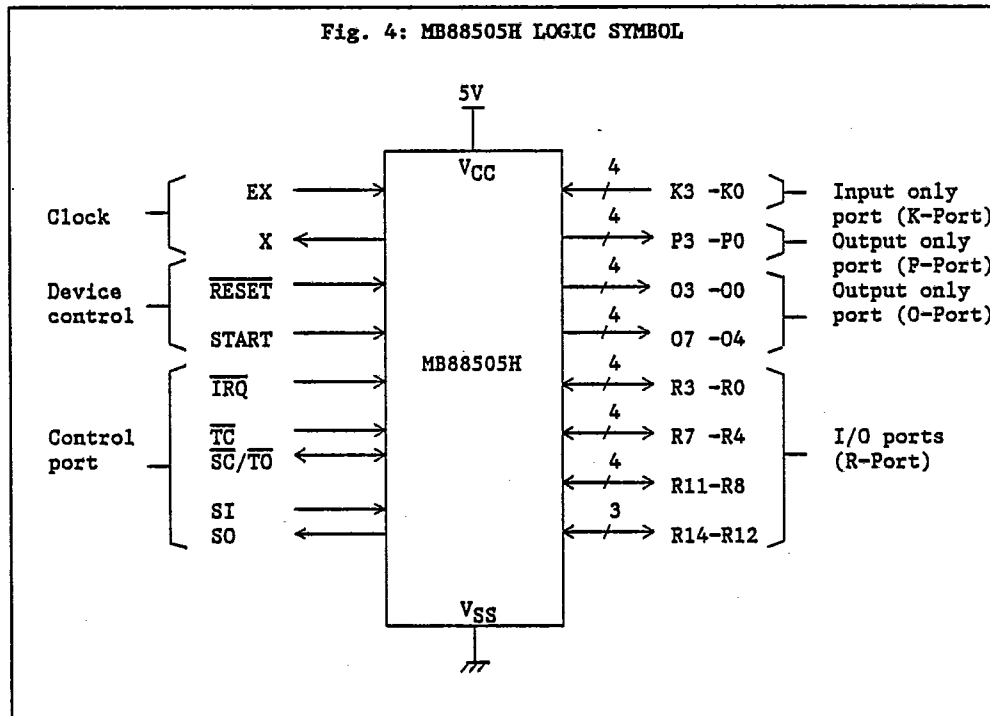 Fig. 4: MB88505H LOGIC SYMBOL
5V
VCC
Clock
EX
X
Device
control
RESET
START
Control
port
IRQ
TC
SC/TO
SI
SO
MB88505H
VSS
4
K3 -K0
Input only
port (K-Port)
4
P3 -P0
Output only
port (P-Port)
4
O3 -O0
Output only
port (O-Port)
4
O7 -O4
4
R3 -R0
4
R7 -R4
I/O ports
(R-Port)
4
R11-R8
3
R14-R12